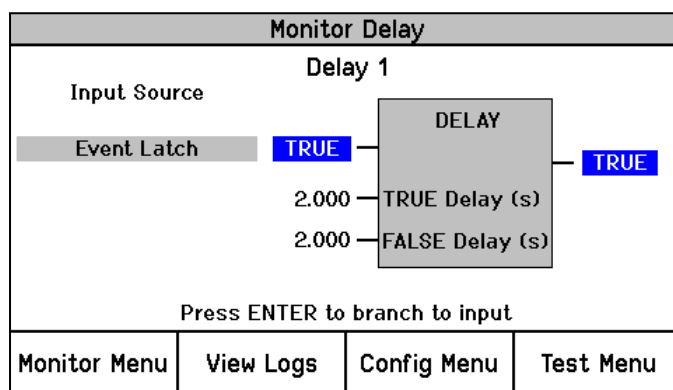 Monitor Delay
Delay 1
Input Source
DELAY
Event Latch TRUE
TRUE
2.000 TRUE Delay (s)
2.000 FALSE Delay (s)
Press ENTER to branch to input
Monitor Menu View Logs Config Menu Test Menu